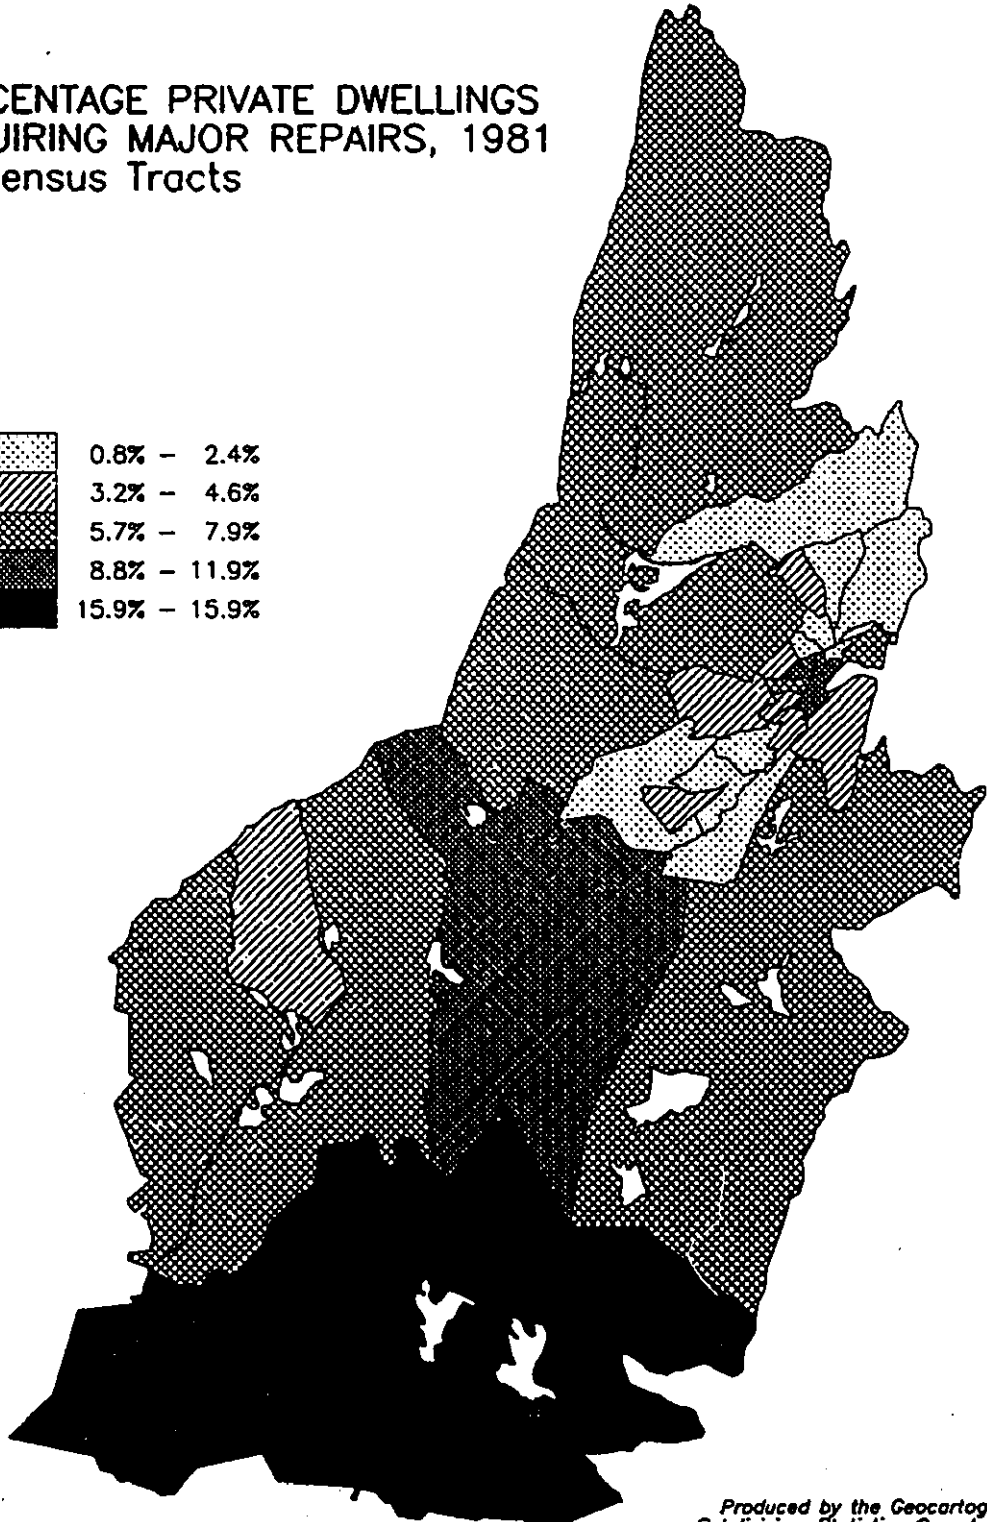 CENTAGE PRIVATE DWELLINGS
UIRING MAJOR REPAIRS, 1981
ensus Tracts
0.8% – 2.4%
3.2% – 4.6%
5.7% – 7.9%
8.8% – 11.9%
15.9% – 15.9%
Produced by the Geocartog